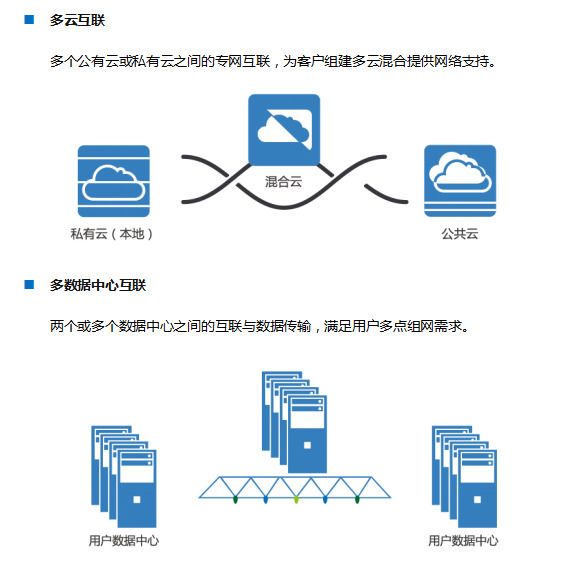 多云互联
多个公有云或私有云之间的专网互联，为客户组建多云混合提供网络支持。
混合云
私有云（本地）
公共云
多数据中心互联
两个或多个数据中心之间的互联与数据传输，满足用户多点组网需求。
用户数据中心
用户数据中心